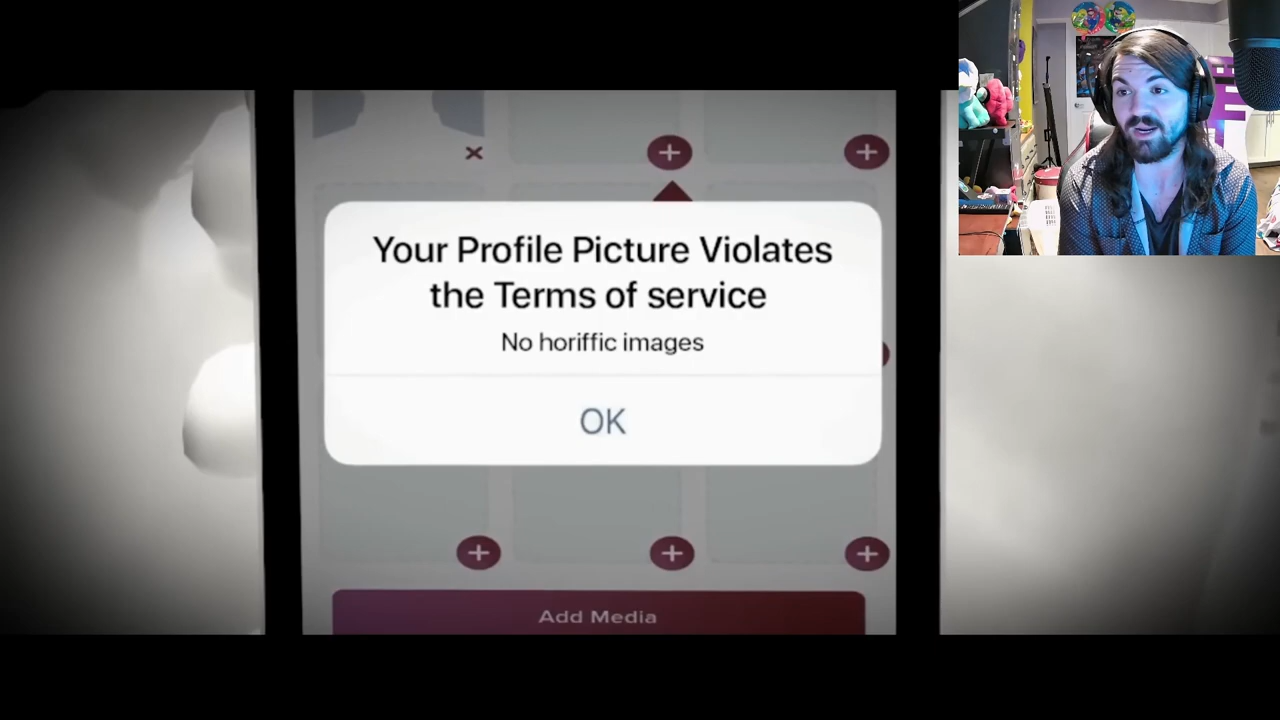 Your Profile Picture Violates
the Terms of service
No horiffic images
OK
Add Media